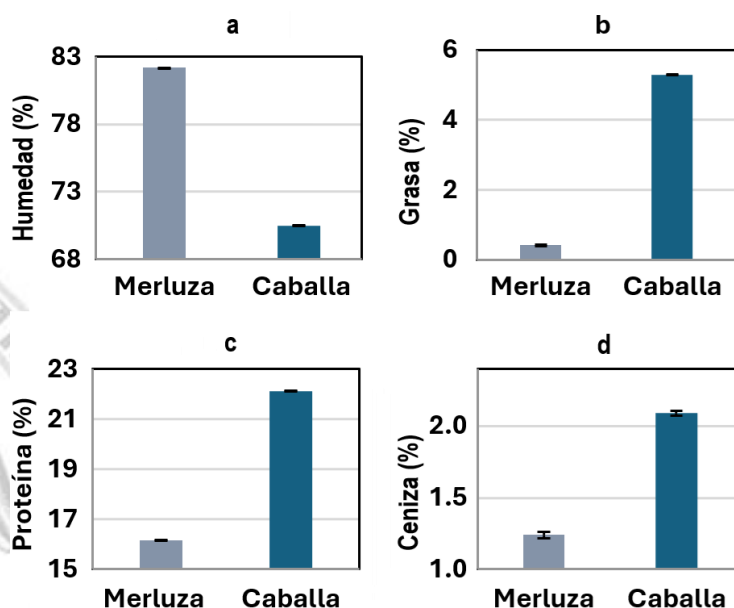 a
Humedad (%)
83
78
73
68
Merluza Caballa
b
Grasa (%)
6
4
2
0
Merluza Caballa
c
Proteína (%)
23
21
19
16
15
Merluza Caballa
d
Ceniza (%)
2.0
1.5
1.0
Merluza Caballa